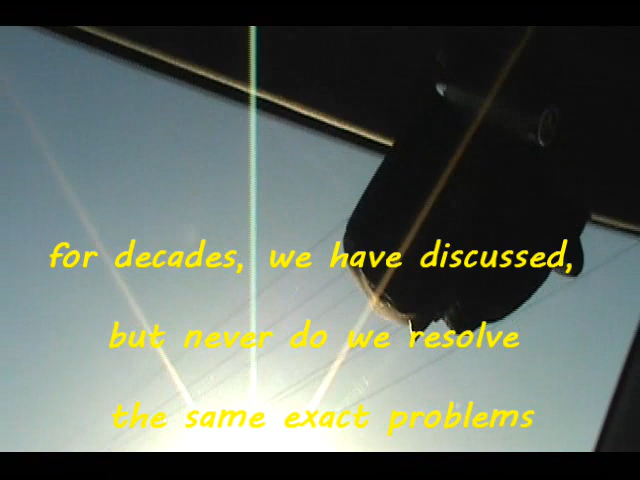 for decades, we have discussed,
but never do we resolve
the same exact problems